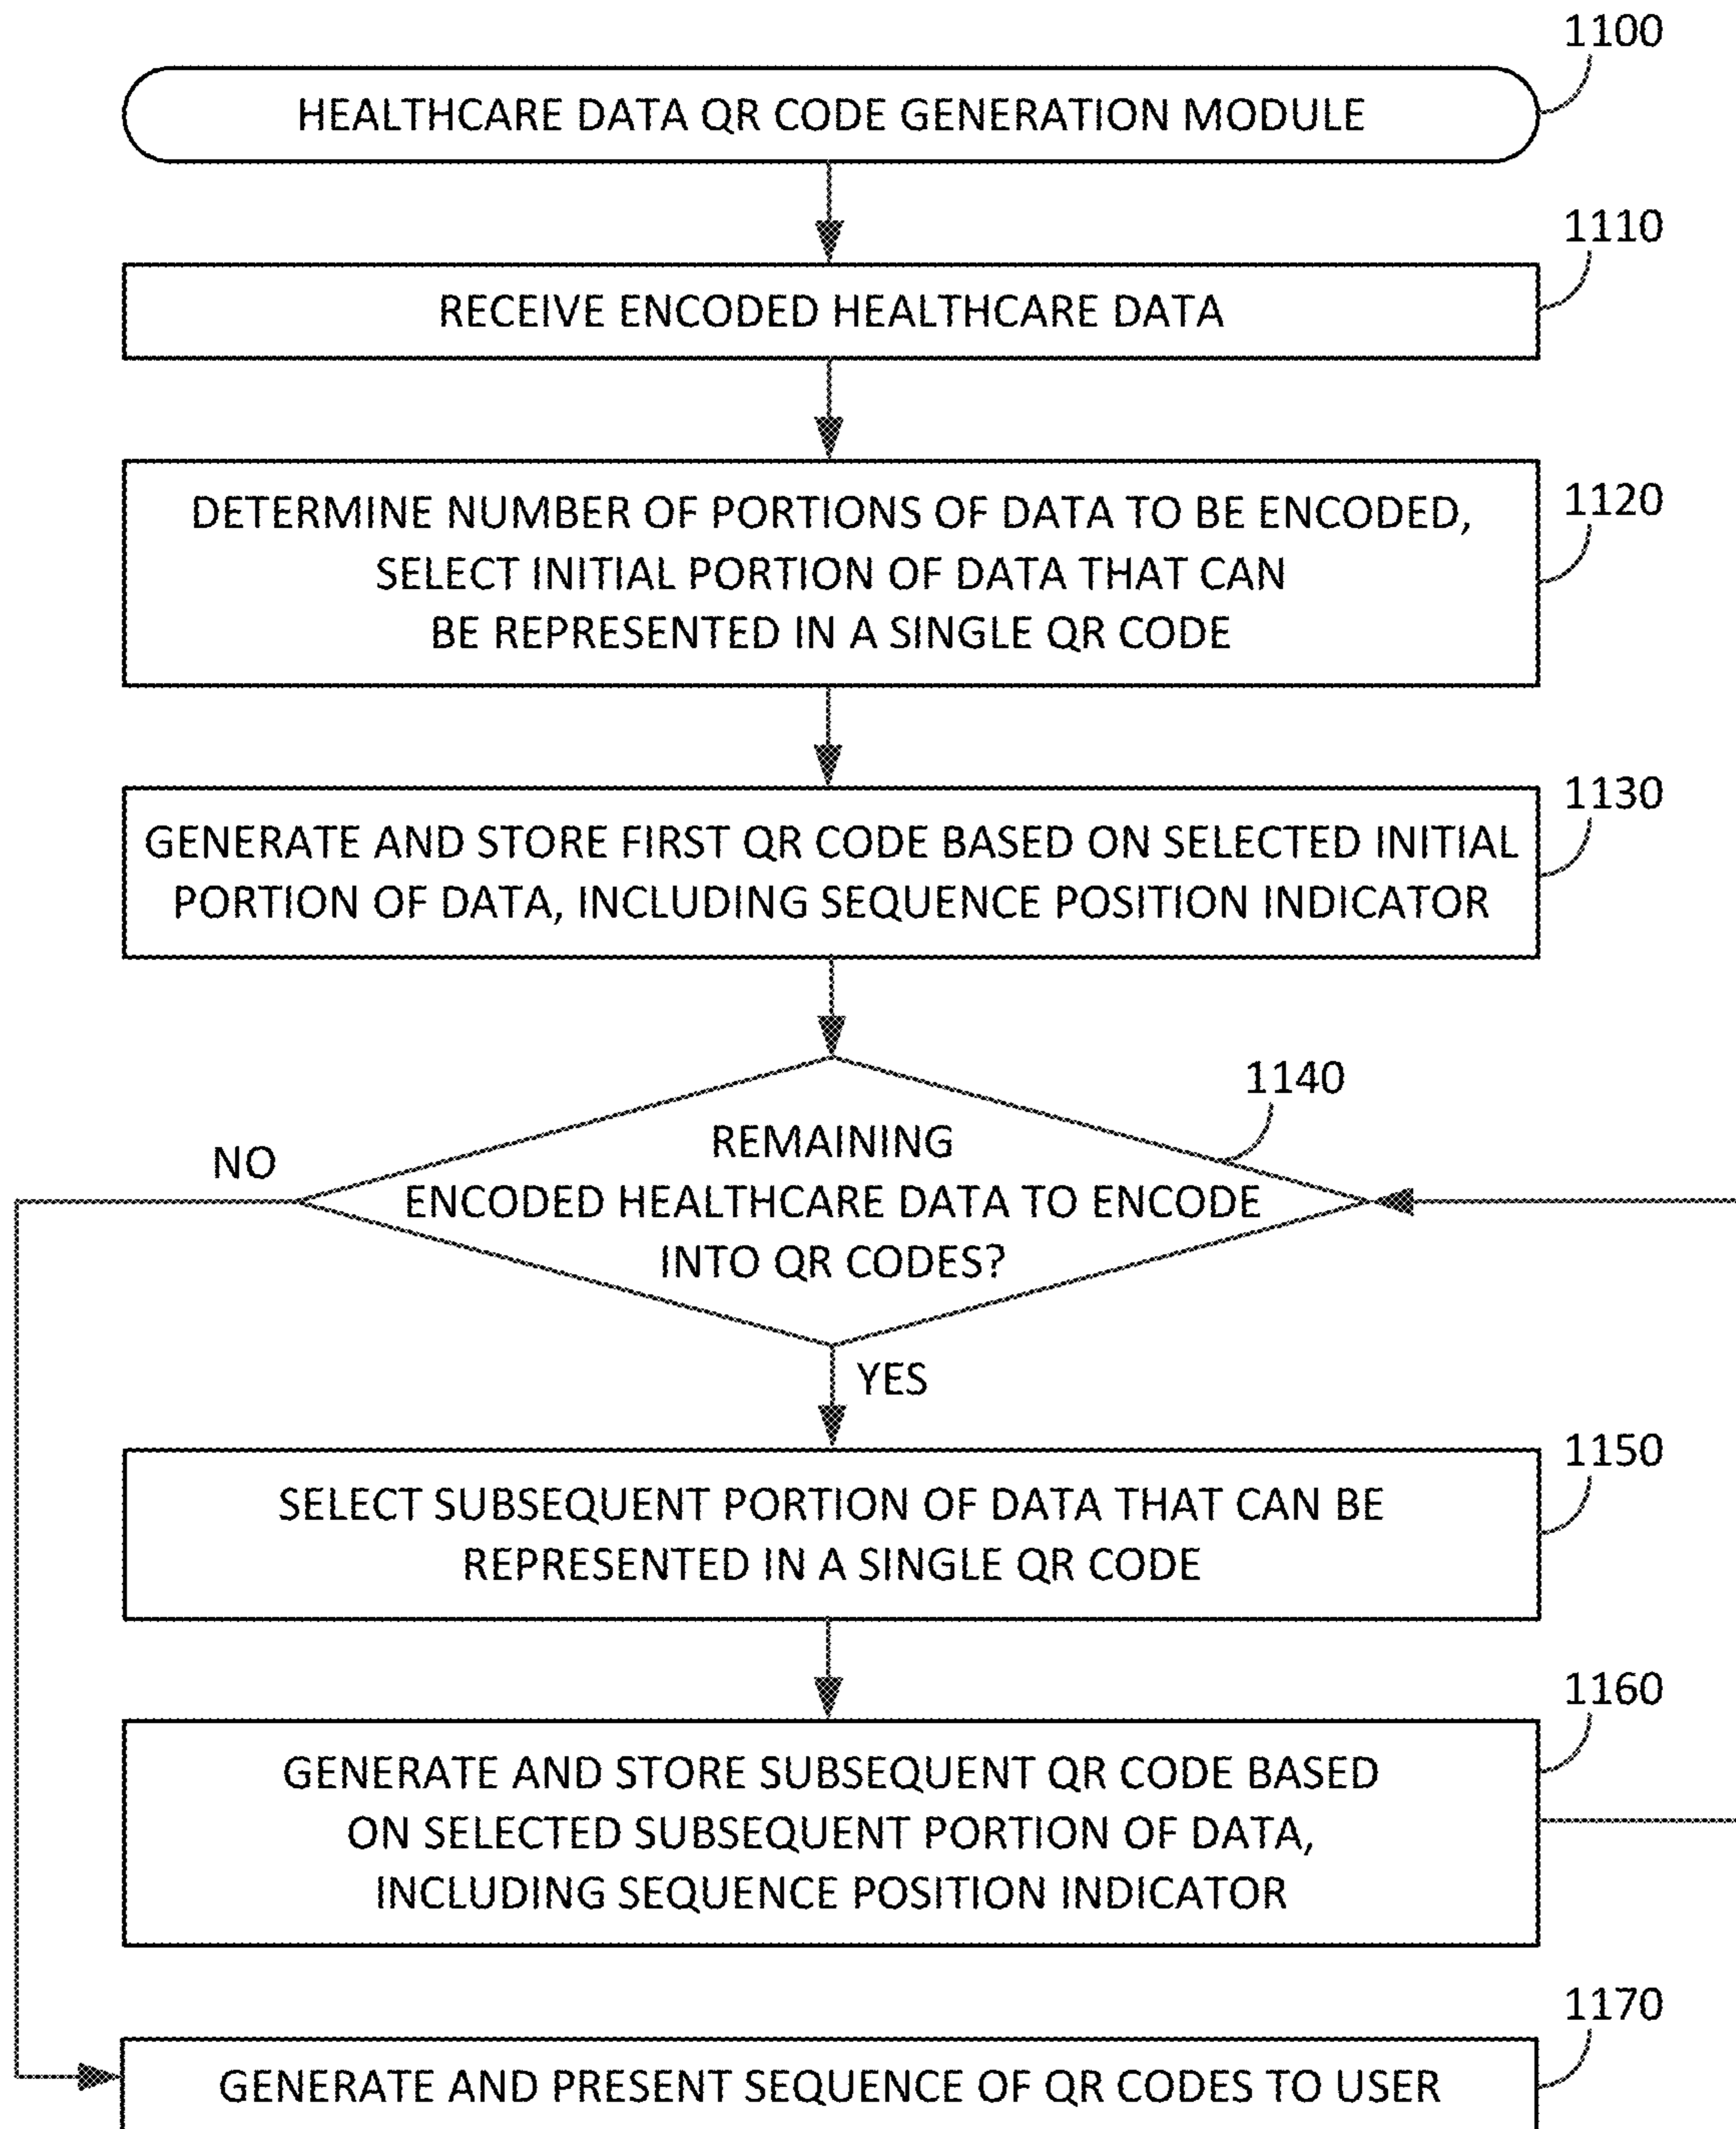 1100
HEALTHCARE DATA QR CODE GENERATION MODULE
1110
RECEIVE ENCODED HEALTHCARE DATA
1120
DETERMINE NUMBER OF PORTIONS OF DATA TO BE ENCODED,
SELECT INITIAL PORTION OF DATA THAT CAN
BE REPRESENTED IN A SINGLE QR CODE
1130
GENERATE AND STORE FIRST QR CODE BASED ON SELECTED INITIAL
PORTION OF DATA, INCLUDING SEQUENCE POSITION INDICATOR
1140
NO
REMAINING
ENCODED HEALTHCARE DATA TO ENCODE
INTO QR CODES?
YES
1150
SELECT SUBSEQUENT PORTION OF DATA THAT CAN BE
REPRESENTED IN A SINGLE QR CODE
1160
GENERATE AND STORE SUBSEQUENT QR CODE BASED
ON SELECTED SUBSEQUENT PORTION OF DATA,
INCLUDING SEQUENCE POSITION INDICATOR
1170
GENERATE AND PRESENT SEQUENCE OF QR CODES TO USER